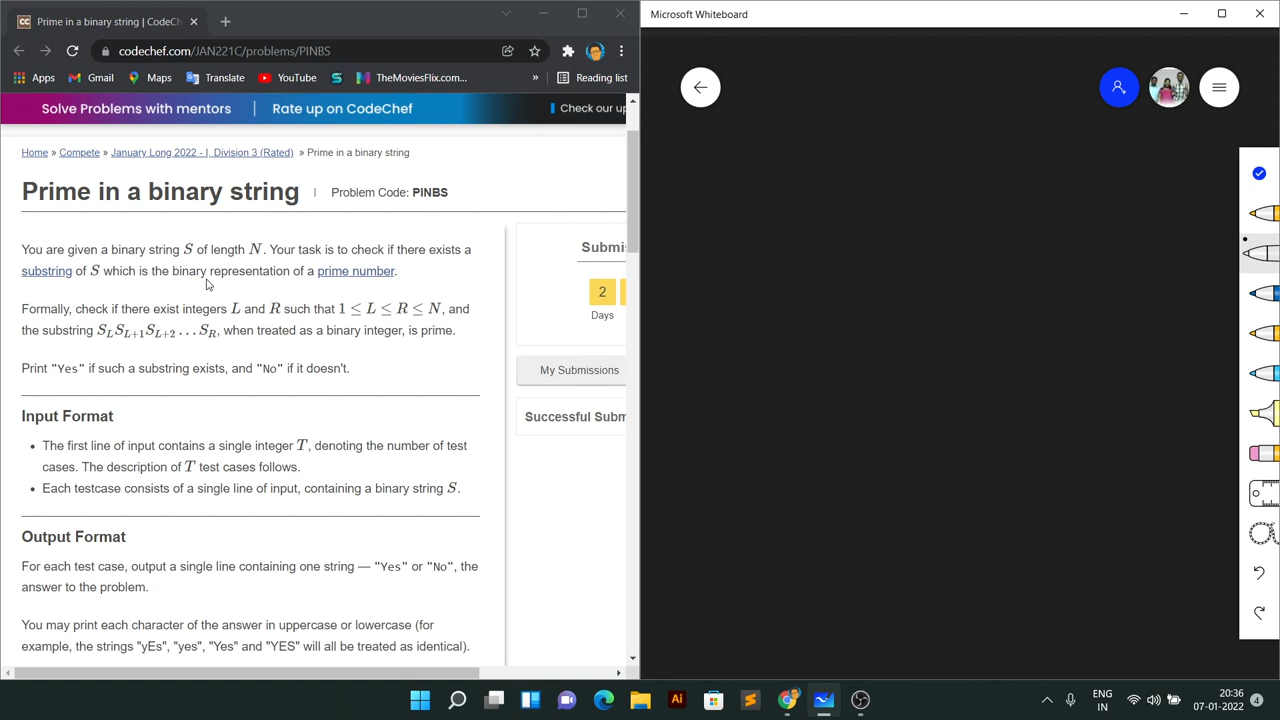 Prime in a binary string | CodeCh
Microsoft Whiteboard
codechef.com/JAN221C/problems/PINBS
Apps
Gmail
Maps
Translate
YouTube
TheMoviesFlix.com...
»
Reading list
Solve Problems with mentors | Rate up on CodeChef
Check our up
Home » Compete » January Long 2022 - I, Division 3 (Rated) » Prime in a binary string
Prime in a binary string | Problem Code: PINBS
You are given a binary string S of length N. Your task is to check if there exists a
substring of S which is the binary representation of a prime number.
Formally, check if there exist integers L and R such that 1 ≤ L ≤ R ≤ N, and
the substring S_L S_{L+1} S_{L+2} … S_R, when treated as a binary integer, is prime.
Print "Yes" if such a substring exists, and "No" if it doesn't.
Input Format
• The first line of input contains a single integer T, denoting the number of test
cases. The description of T test cases follows.
• Each testcase consists of a single line of input, containing a binary string S.
Output Format
For each test case, output a single line containing one string — "Yes" or "No", the
answer to the problem.
You may print each character of the answer in uppercase or lowercase (for
example, the strings "yEs", "yes", "Yes" and "YES" will all be treated as identical).
Submi
2
Days
My Submissions
Successful Subm
Ai
ENG
IN
20:36
07-01-2022
4